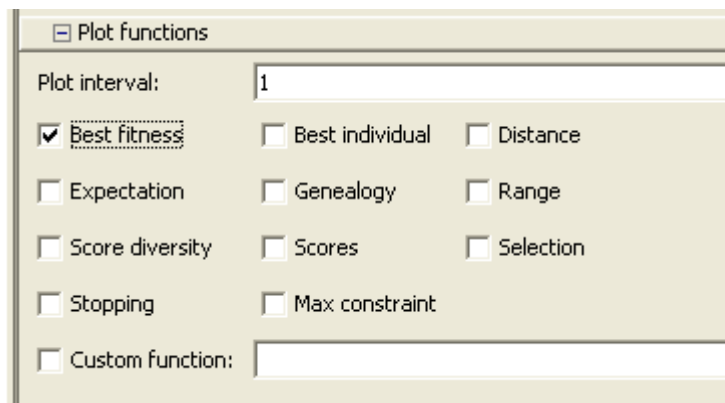 Plot functions
Plot interval: 1
Best fitness Best individual Distance
Expectation Genealogy Range
Score diversity Scores Selection
Stopping Max constraint
Custom function: